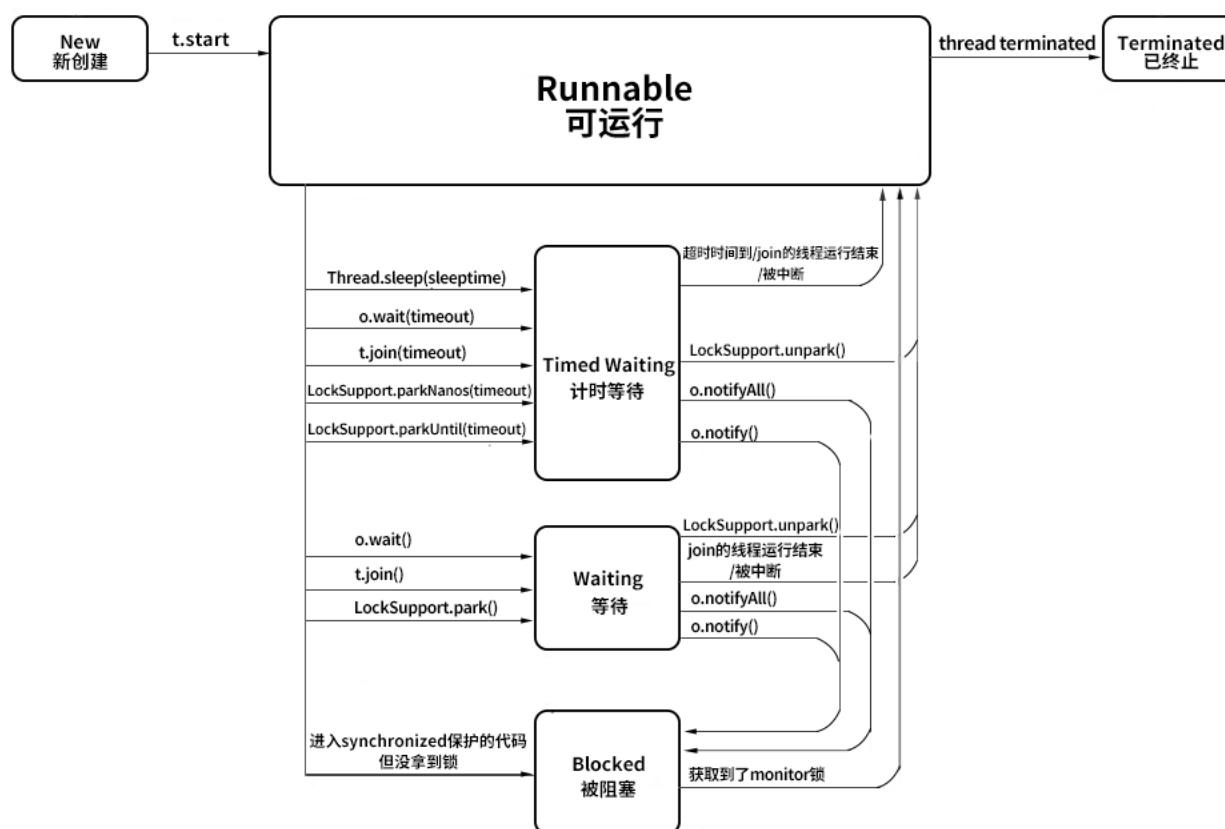 New
新创建
t.start
Runnable
可运行
thread terminated
Terminated
已终止
Thread.sleep(sleeptime)
o.wait(timeout)
t.join(timeout)
LockSupport.parkNanos(timeout)
LockSupport.parkUntil(timeout)
Timed Waiting
计时等待
超时时间到/join的线程运行结束
/被中断
LockSupport.unpark()
o.notifyAll()
o.notify()
o.wait()
t.join()
LockSupport.park()
Waiting
等待
LockSupport.unpark()
join的线程运行结束
/被中断
o.notifyAll()
o.notify()
进入synchronized保护的代码
但没拿到锁
Blocked
被阻塞
获取到了monitor锁